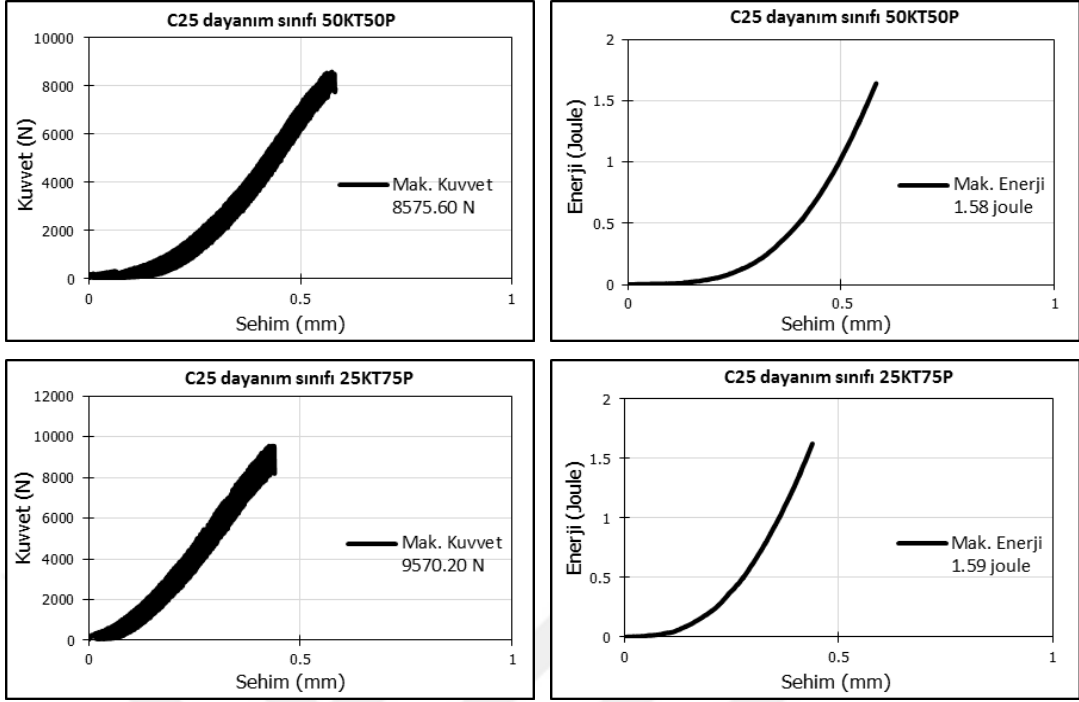 C25 dayanım sınıfı 50KT50P
10000
8000
6000
4000
2000
0
0
0.5
1
Kuvvet (N)
Sehim (mm)
Mak. Kuvvet
8575.60 N
C25 dayanım sınıfı 50KT50P
2
1.5
1
0.5
0
0
0.5
1
Enerji (Joule)
Sehim (mm)
Mak. Enerji
1.58 joule
C25 dayanım sınıfı 25KT75P
12000
10000
8000
6000
4000
2000
0
0
0.5
1
Kuvvet (N)
Sehim (mm)
Mak. Kuvvet
9570.20 N
C25 dayanım sınıfı 25KT75P
2
1.5
1
0.5
0
0
0.5
1
Enerji (Joule)
Sehim (mm)
Mak. Enerji
1.59 joule